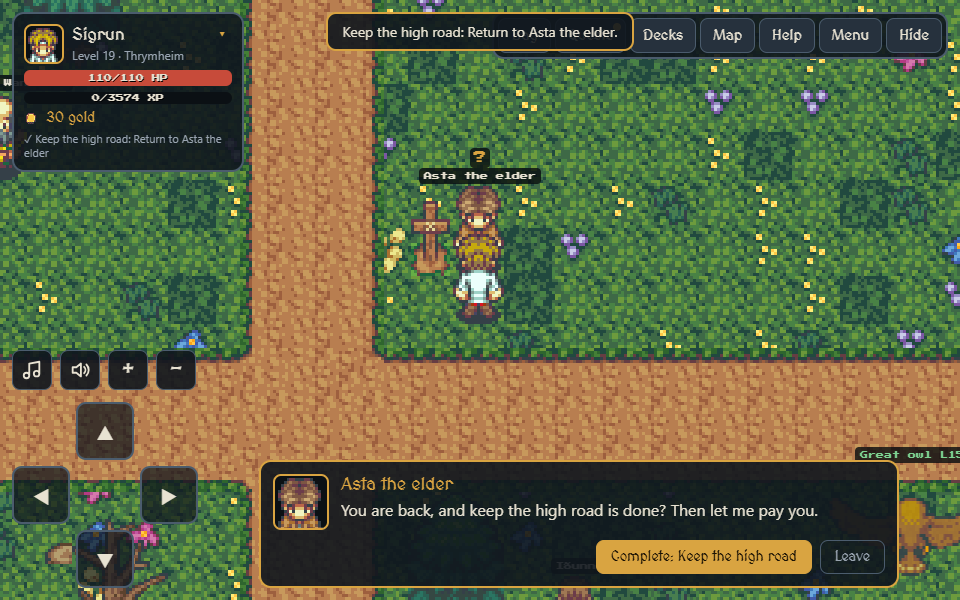 Sigrun
Level 19 · Thrymheim
110/110 HP
0/3574 XP
30 gold
✓ Keep the high road: Return to Asta the
elder
Keep the high road: Return to Asta the elder.
Decks
Map
Help
Menu
Hide
?
Asta the elder
Great owl L15
Asta the elder
You are back, and keep the high road is done? Then let me pay you.
Complete: Keep the high road
Leave